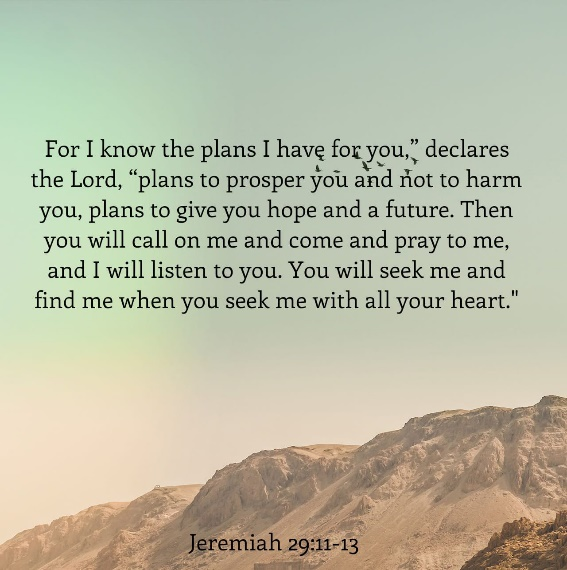 For I know the plans I have for you,” declares
the Lord, “plans to prosper you and not to harm
you, plans to give you hope and a future. Then
you will call on me and come and pray to me,
and I will listen to you. You will seek me and
find me when you seek me with all your heart."
Jeremiah 29:11-13